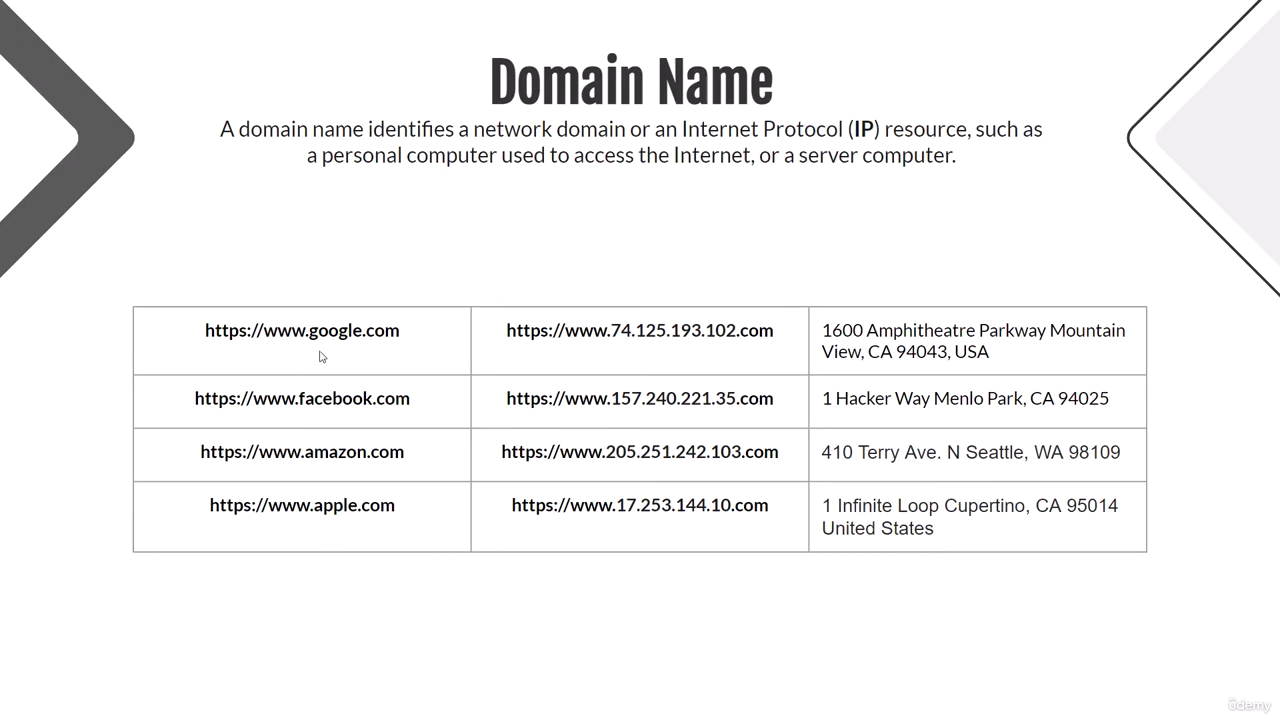 Domain Name
A domain name identifies a network domain or an Internet Protocol (IP) resource, such as
a personal computer used to access the Internet, or a server computer.
https://www.google.com https://www.74.125.193.102.com 1600 Amphitheatre Parkway Mountain
View, CA 94043, USA
https://www.facebook.com https://www.157.240.221.35.com 1 Hacker Way Menlo Park, CA 94025
https://www.amazon.com https://www.205.251.242.103.com 410 Terry Ave. N Seattle, WA 98109
https://www.apple.com https://www.17.253.144.10.com 1 Infinite Loop Cupertino, CA 95014
United States
ûdemy